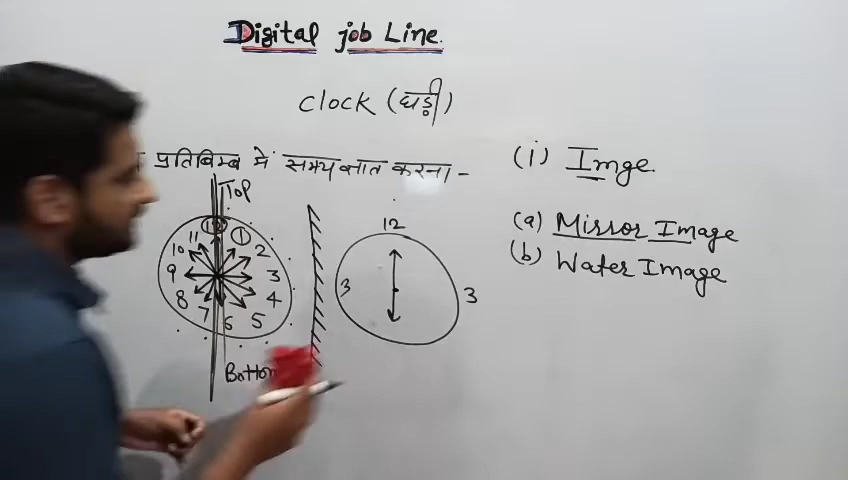 Digital job Line.
clock (घड़ी)
प्रतिबिम्ब में समय ज्ञात करना -
Top
12
11 1
10 2
9 3
8 4
7 6 5
Bottom
12
3 3
(i) Imge.
(a) Mirror Image
(b) Water Image